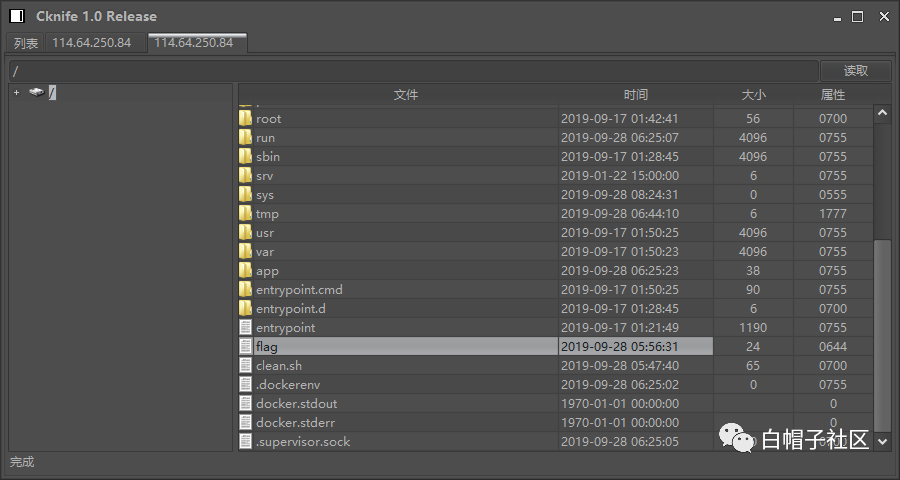 Cknife 1.0 Release
列表 114.64.250.84 114.64.250.84
/ 读取
+ / 文件 时间 大小 属性
root 2019-09-17 01:42:41 56 0700
run 2019-09-28 06:25:07 4096 0755
sbin 2019-09-17 01:28:45 4096 0755
srv 2019-01-22 15:00:00 6 0755
sys 2019-09-28 08:24:31 0 0555
tmp 2019-09-28 06:44:10 6 1777
usr 2019-09-17 01:50:25 4096 0755
var 2019-09-17 01:50:23 4096 0755
app 2019-09-28 06:25:23 38 0755
entrypoint.cmd 2019-09-17 01:50:25 90 0755
entrypoint.d 2019-09-17 01:28:45 6 0700
entrypoint 2019-09-17 01:21:49 1190 0755
flag 2019-09-28 05:56:31 24 0644
clean.sh 2019-09-28 05:47:40 65 0700
.dockerenv 2019-09-28 06:25:02 0 0755
docker.stdout 1970-01-01 00:00:00 0
docker.stderr 1970-01-01 00:00:00 0
.supervisor.sock 2019-09-28 06:25:05
白帽子社区
完成